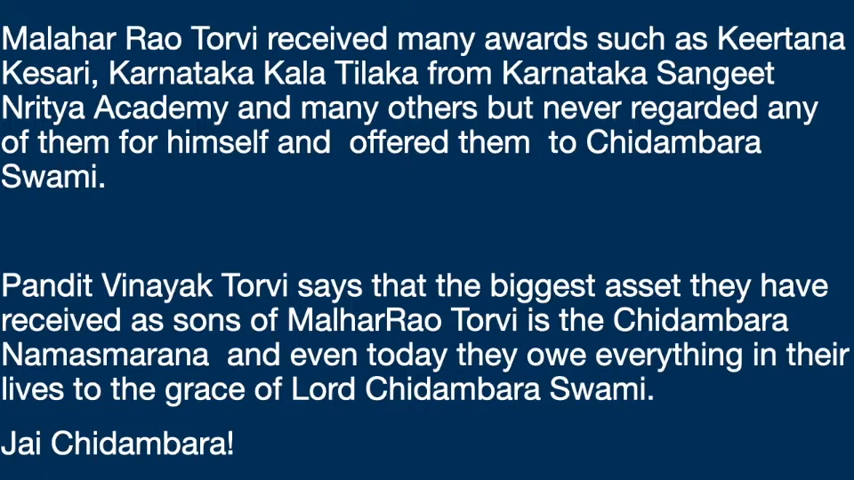 Malahar Rao Torvi received many awards such as Keertana
Kesari, Karnataka Kala Tilaka from Karnataka Sangeet
Nritya Academy and many others but never regarded any
of them for himself and  offered them  to Chidambara
Swami.
Pandit Vinayak Torvi says that the biggest asset they have
received as sons of MalharRao Torvi is the Chidambara
Namasmarana  and even today they owe everything in their
lives to the grace of Lord Chidambara Swami.
Jai Chidambara!